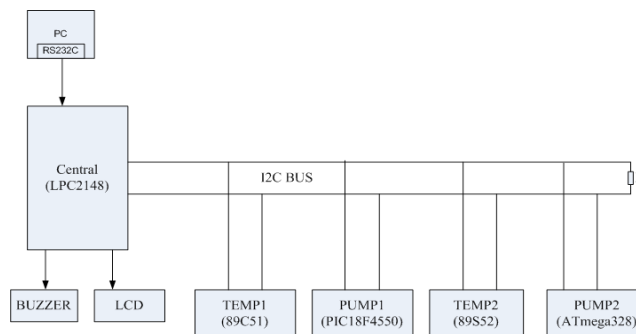 PC
RS232C
Central
(LPC2148)
I2C BUS
BUZZER
LCD
TEMP1
(89C51)
PUMP1
(PIC18F4550)
TEMP2
(89S52)
PUMP2
(ATmega328)